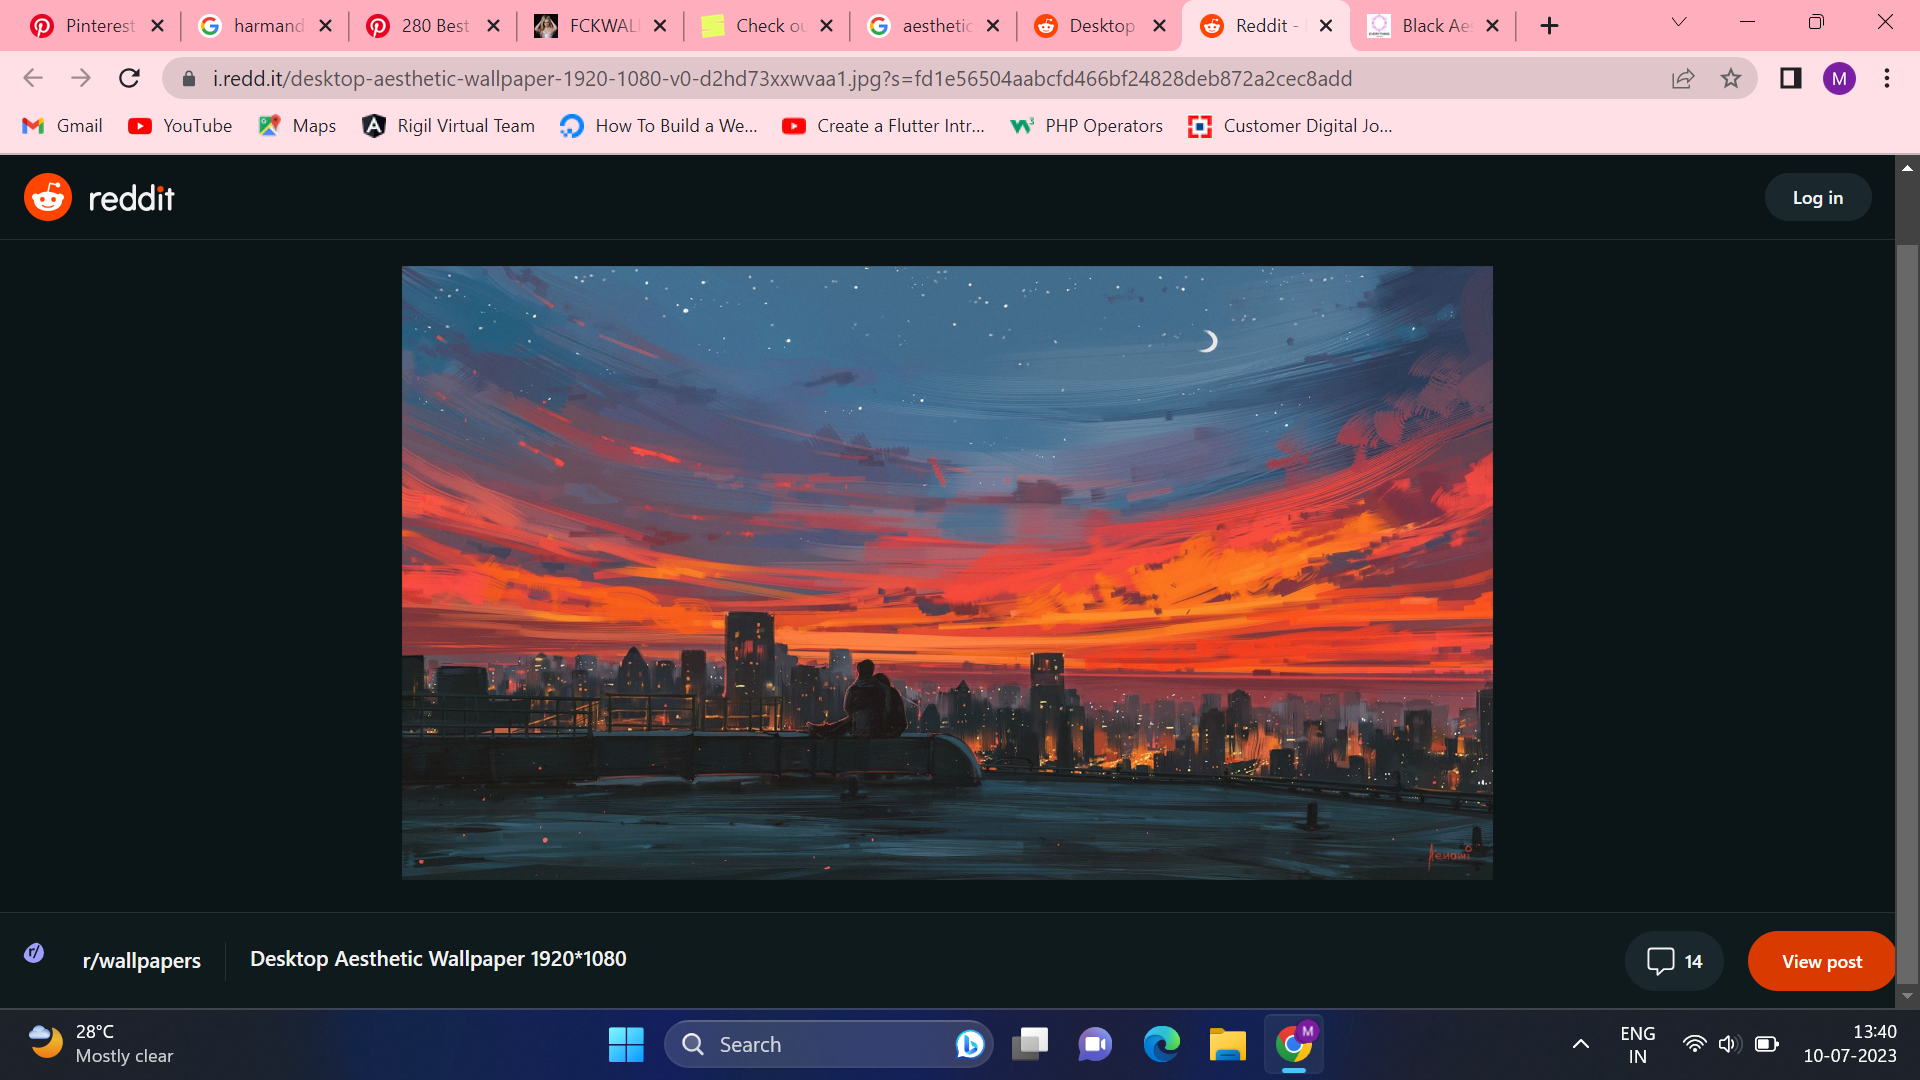 Pinterest
harmand
280 Best
FCKWALL
Check ou
aesthetic
Desktop
Reddit -
Black Aes
i.redd.it/desktop-aesthetic-wallpaper-1920-1080-v0-d2hd73xxwvaa1.jpg?s=fd1e56504aabcfd466bf24828deb872a2cec8add
M
Gmail
YouTube
Maps
Rigil Virtual Team
How To Build a We...
Create a Flutter Intr...
PHP Operators
Customer Digital Jo...
reddit
Log in
r/
r/wallpapers
Desktop Aesthetic Wallpaper 1920*1080
14
View post
28°C
Mostly clear
Search
M
ENG
IN
13:40
10-07-2023